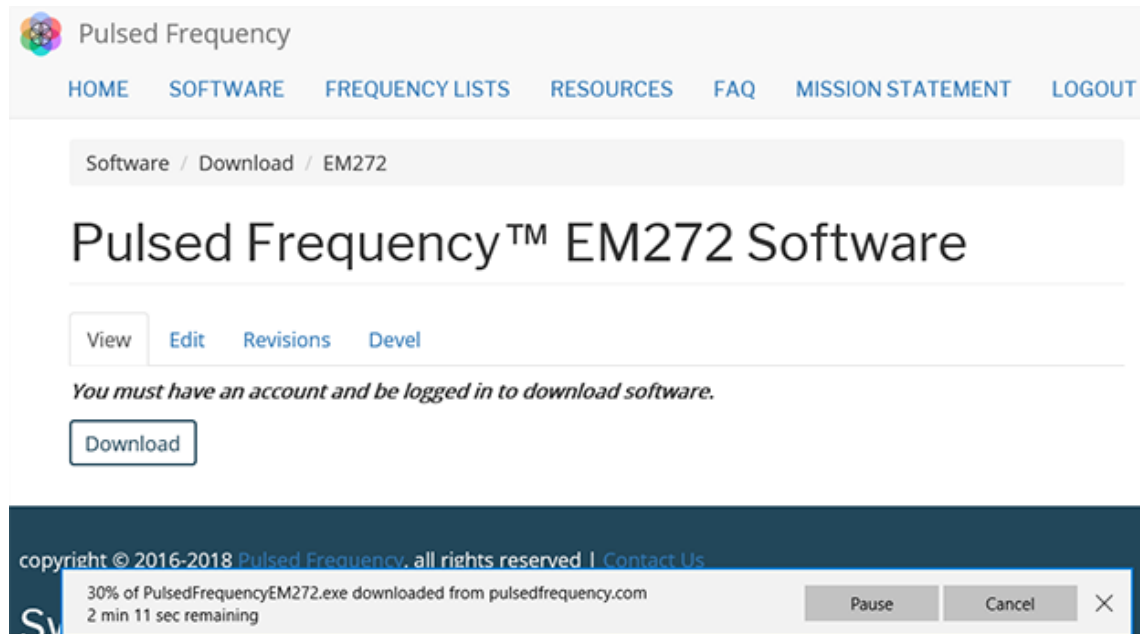 Pulsed Frequency
HOME SOFTWARE FREQUENCY LISTS RESOURCES FAQ MISSION STATEMENT LOGOUT
Software / Download / EM272
Pulsed Frequency™ EM272 Software
View Edit Revisions Devel
You must have an account and be logged in to download software.
Download
copyright © 2016-2018 Pulsed Frequency, all rights reserved | Contact Us
30% of PulsedFrequencyEM272.exe downloaded from pulsedfrequency.com
2 min 11 sec remaining
Pause Cancel